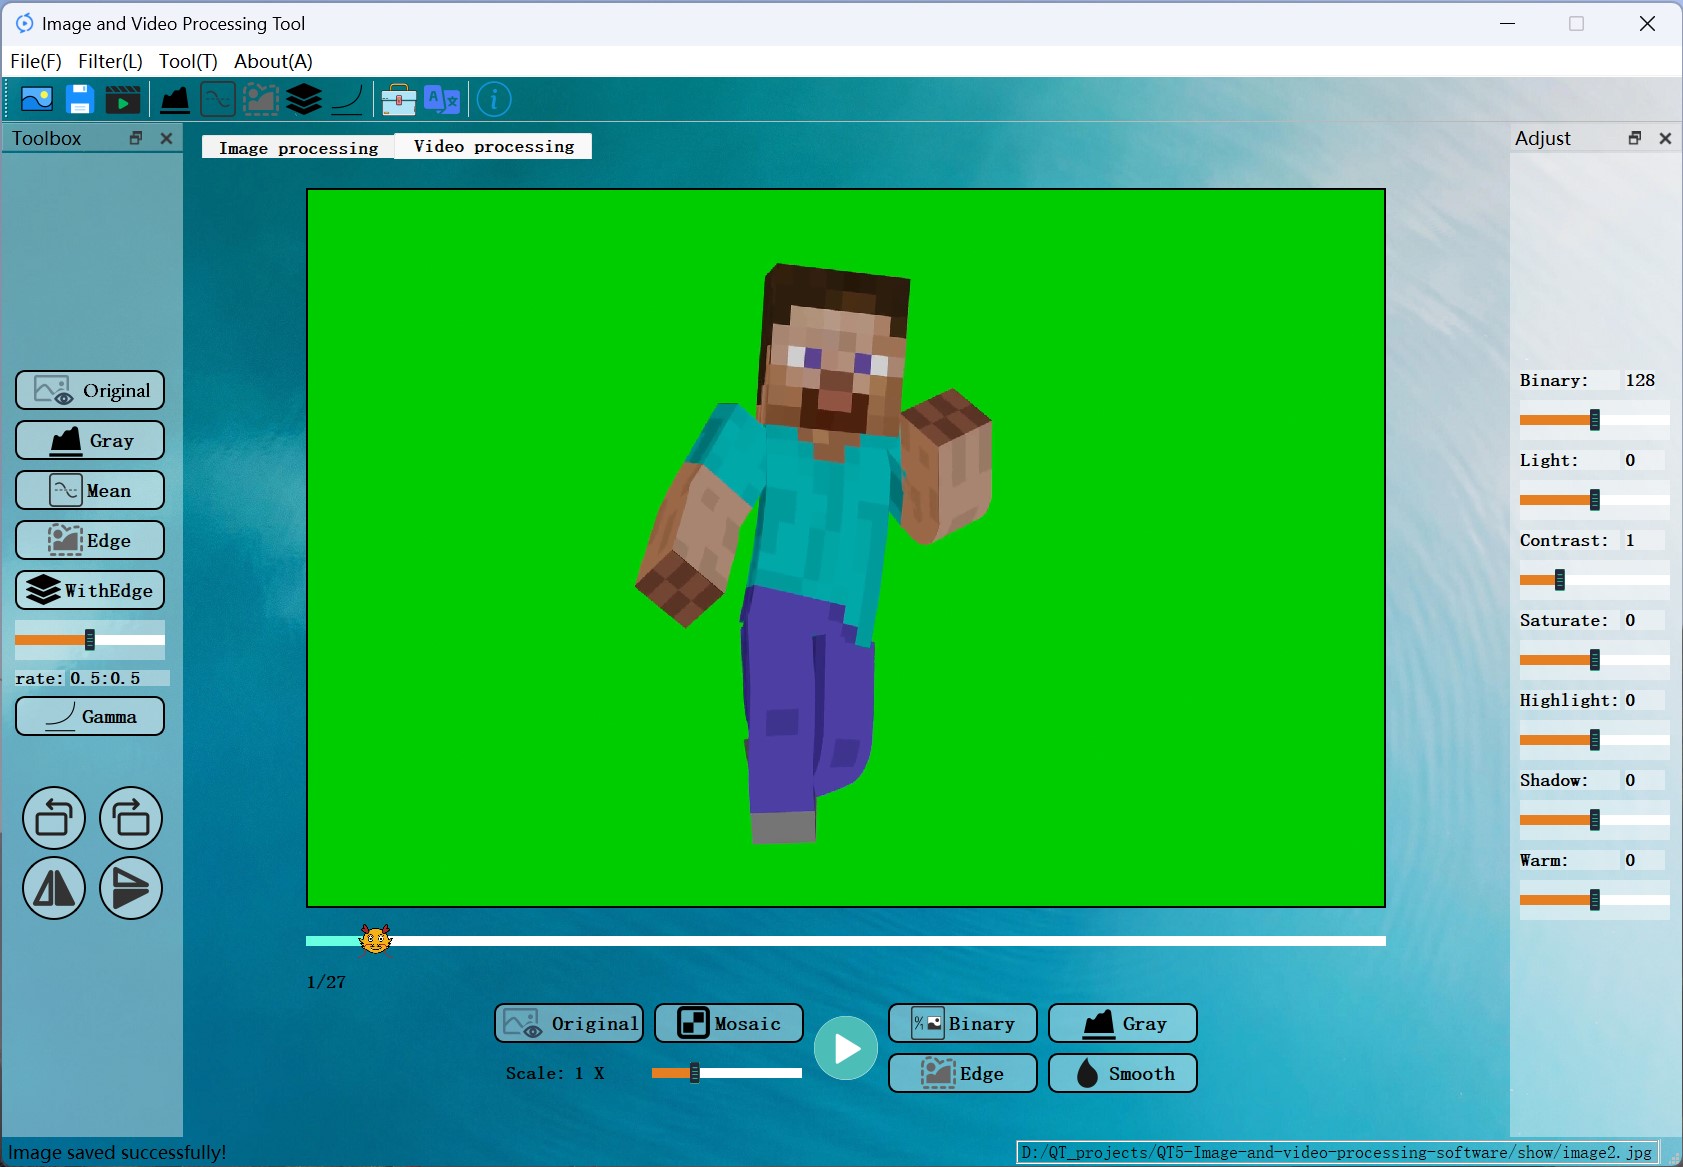 Image and Video Processing Tool
File(F) Filter(L) Tool(T) About(A)
Toolbox
Image processing Video processing
Adjust
Original
Gray
Mean
Edge
WithEdge
rate: 0.5:0.5
Gamma
Binary: 128
Light: 0
Contrast: 1
Saturate: 0
Highlight: 0
Shadow: 0
Warm: 0
1/27
Original Mosaic Binary Gray
Scale: 1 X Edge Smooth
Image saved successfully!
D:/QT_projects/QT5-Image-and-video-processing-software/show/image2.jpg